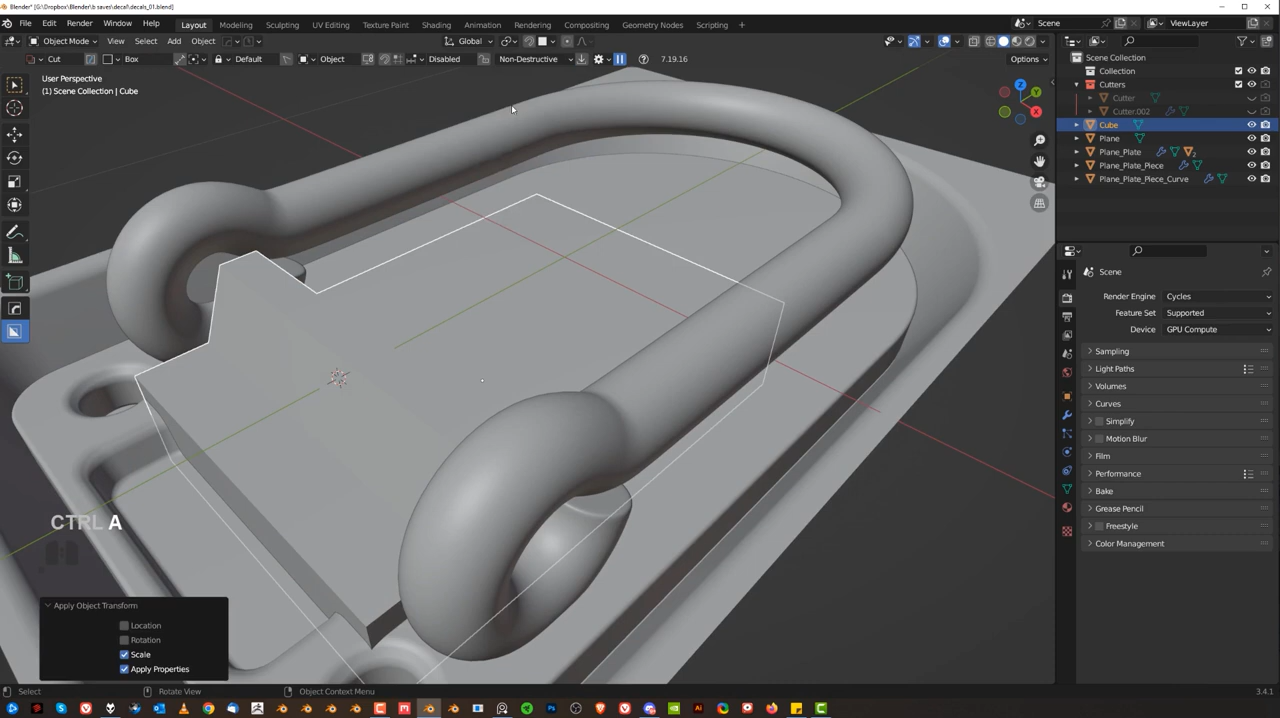 Blender* [G:\Dropbox\Blender\b saves\decal\decals_01.blend]
File Edit Render Window Help Layout Modeling Sculpting UV Editing Texture Paint Shading Animation Rendering Compositing Geometry Nodes Scripting Scene ViewLayer
Object Mode View Select Add Object Global
Cut Box Default Object Disabled Non-Destructive 7.19.16 Options
User Perspective
(1) Scene Collection | Cube
Scene Collection
Collection
Cutters
Cutter
Cutter.002
Cube
Plane
Plane_Plate 2
Plane_Plate_Piece
Plane_Plate_Piece_Curve
Z
Y
X
Scene
Render Engine Cycles
Feature Set Supported
Device GPU Compute
Sampling
Light Paths
Volumes
Curves
Simplify
Motion Blur
Film
Performance
Bake
Grease Pencil
Freestyle
Color Management
CTRL A
Apply Object Transform
Location
Rotation
Scale
Apply Properties
Select Rotate View Object Context Menu 3.4.1